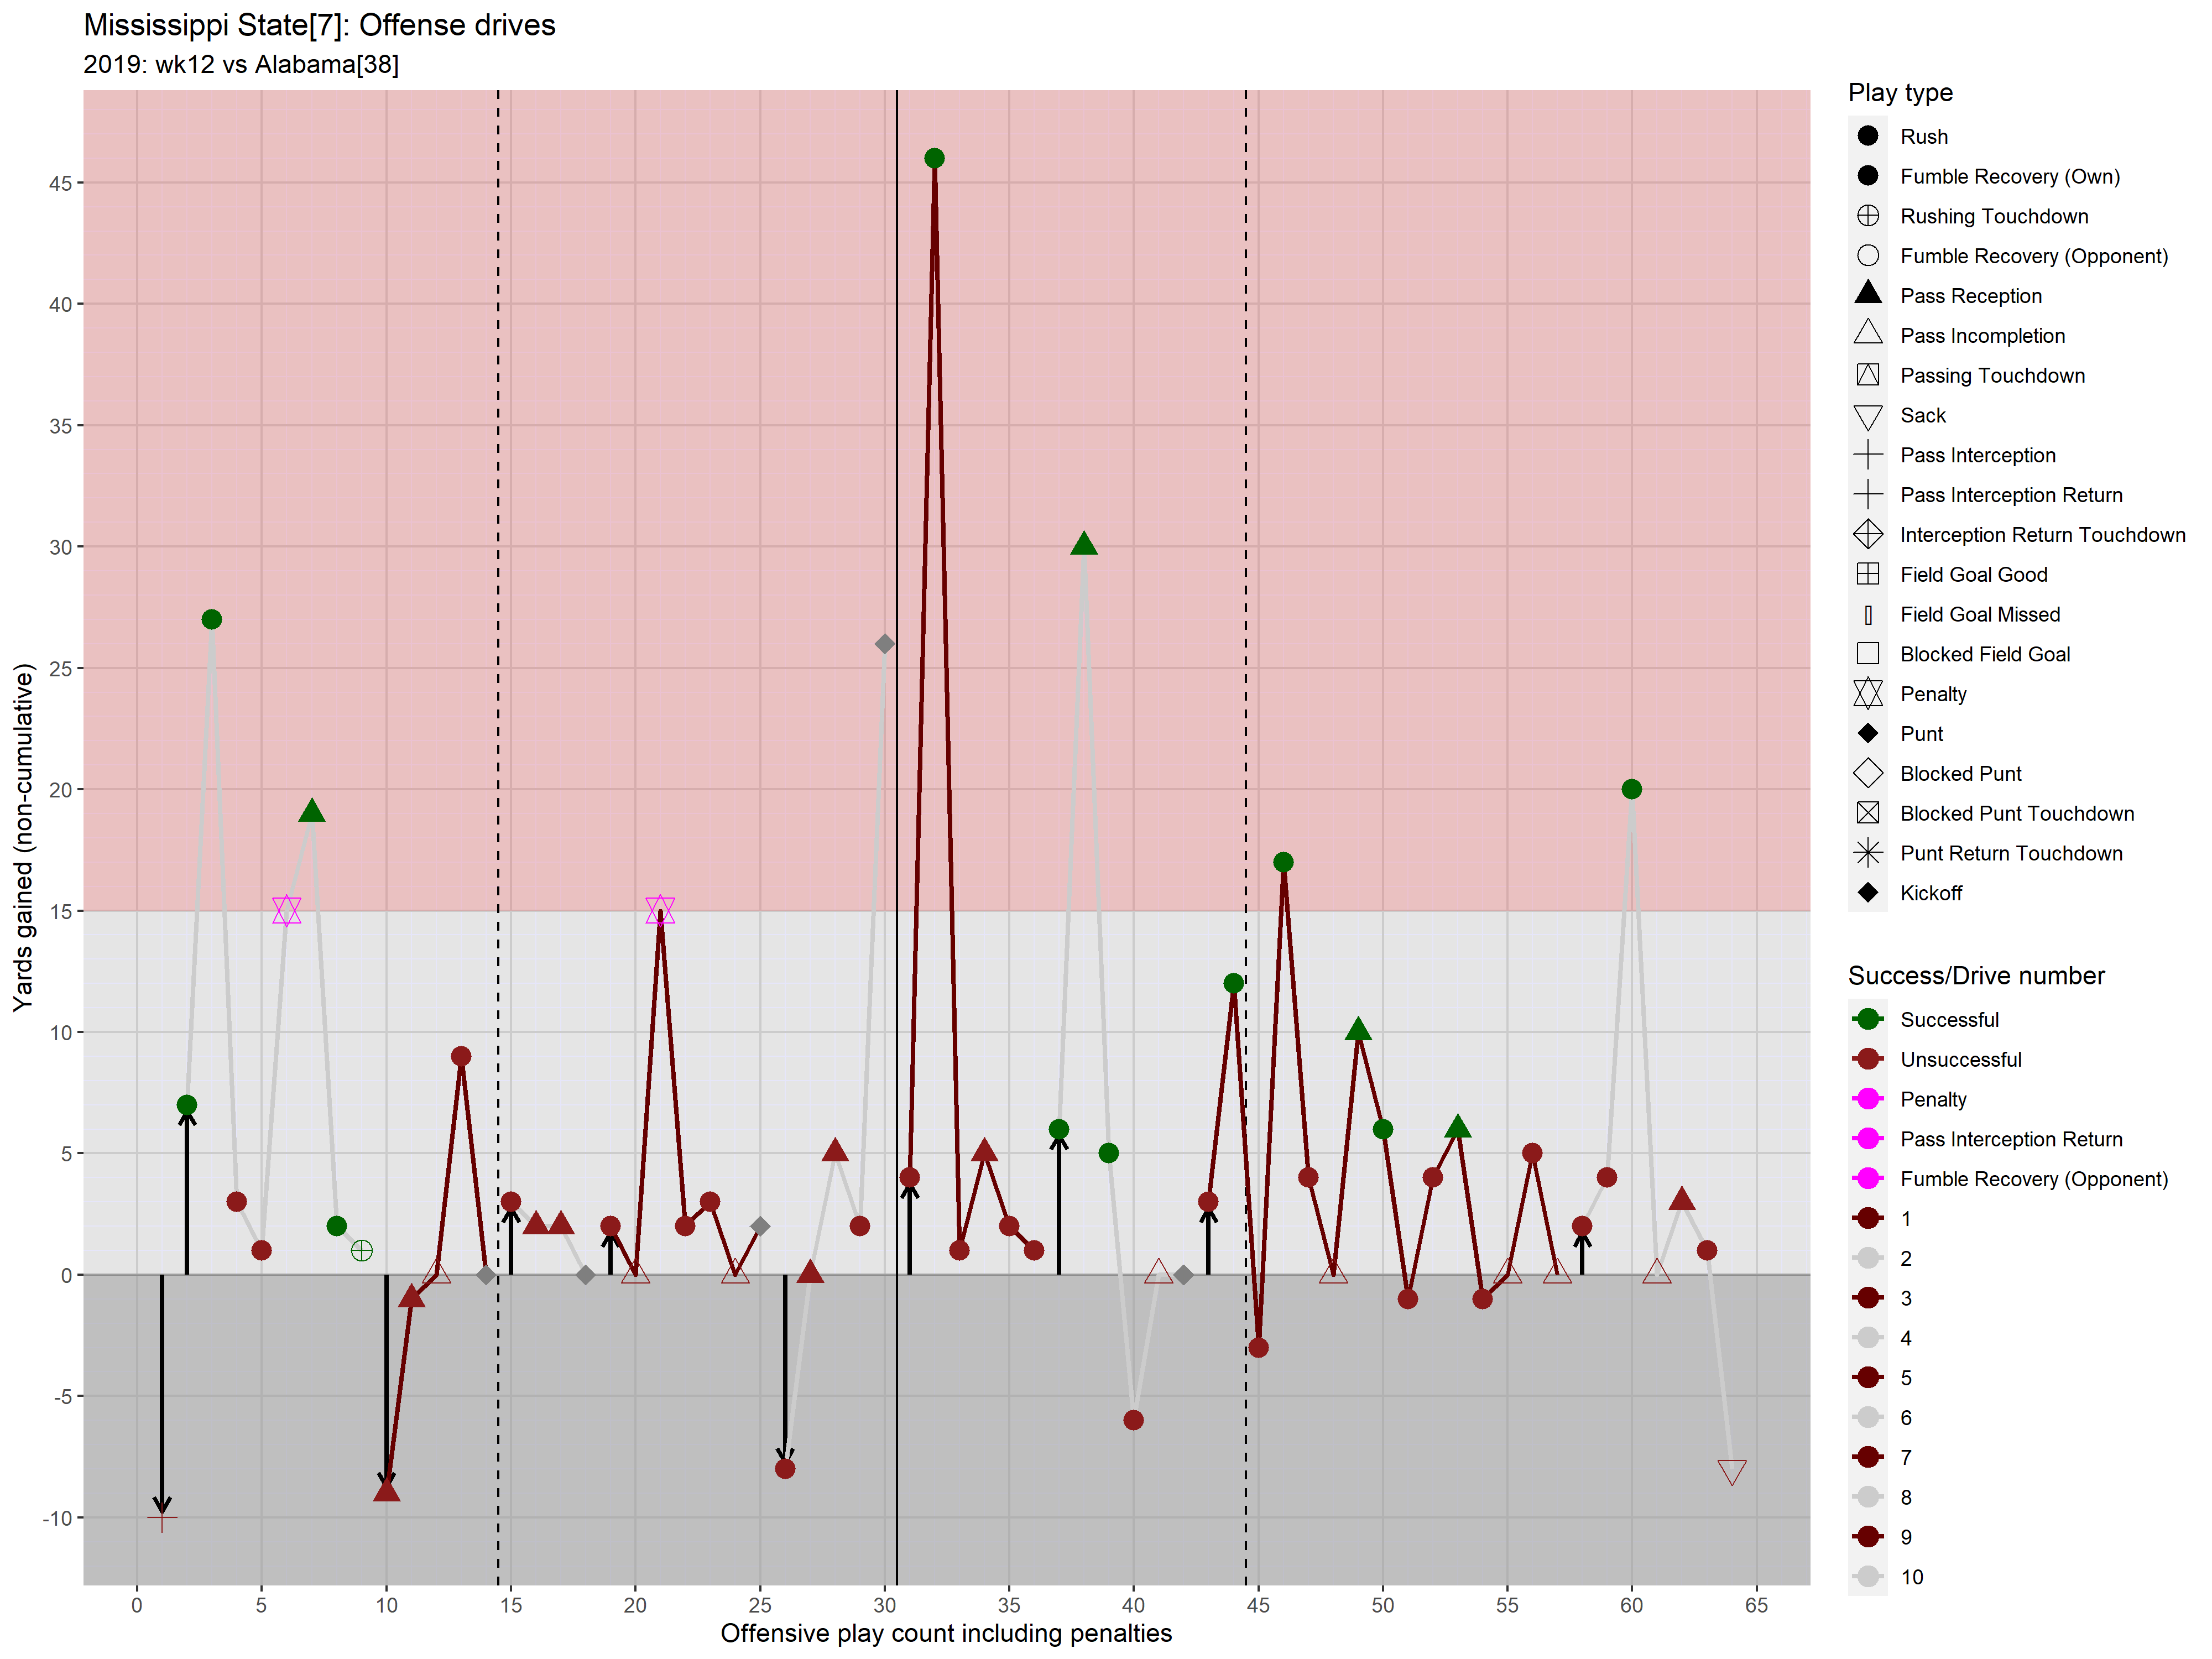 Mississippi State[7]: Offense drives
2019: wk12 vs Alabama[38]
Yards gained (non-cumulative)
45
40
35
30
25
20
15
10
5
0
-5
-10
0 5 10 15 20 25 30 35 40 45 50 55 60 65
Offensive play count including penalties
Play type
Rush
Fumble Recovery (Own)
Rushing Touchdown
Fumble Recovery (Opponent)
Pass Reception
Pass Incompletion
Passing Touchdown
Sack
Pass Interception
Pass Interception Return
Interception Return Touchdown
Field Goal Good
Field Goal Missed
Blocked Field Goal
Penalty
Punt
Blocked Punt
Blocked Punt Touchdown
Punt Return Touchdown
Kickoff
Success/Drive number
Successful
Unsuccessful
Penalty
Pass Interception Return
Fumble Recovery (Opponent)
1
2
3
4
5
6
7
8
9
10